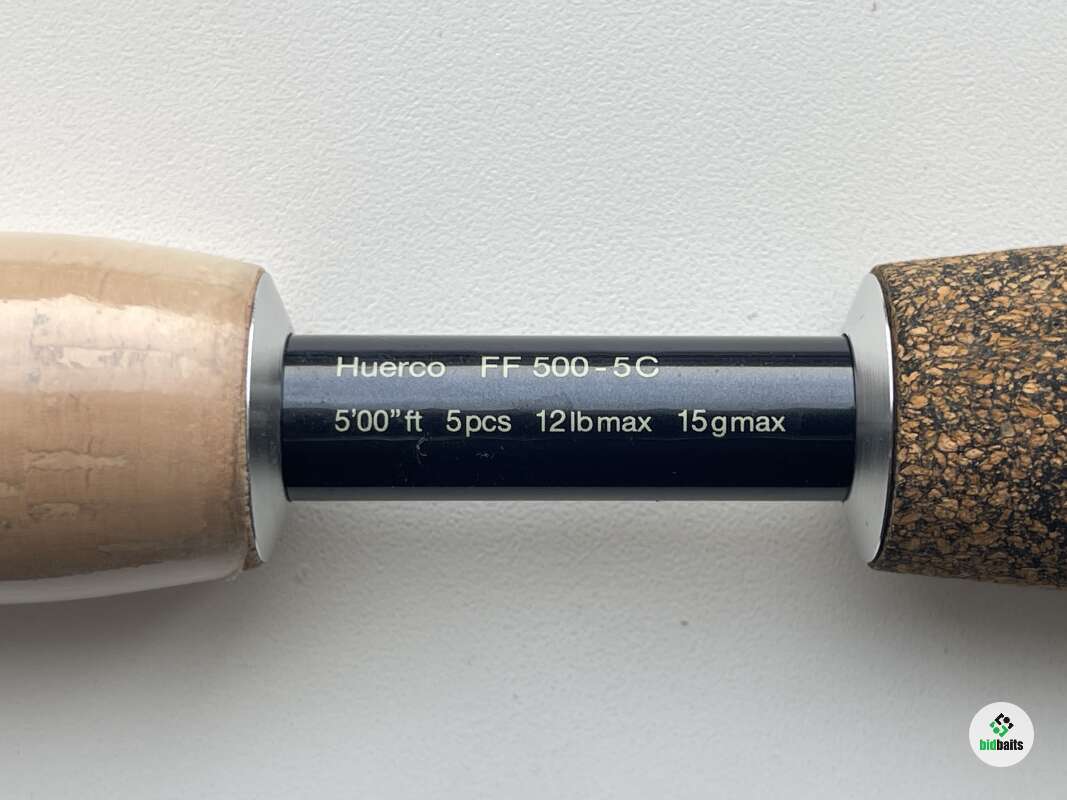 Huerco FF 500-5C
5'00"ft 5pcs 12lbmax 15gmax
bidbaits